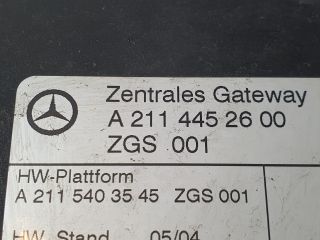 Zentrales Gateway
A 211 445 26 00
ZGS 001
HW-Plattform
A 211 540 35 45 ZGS 001
HW Stand 05/04